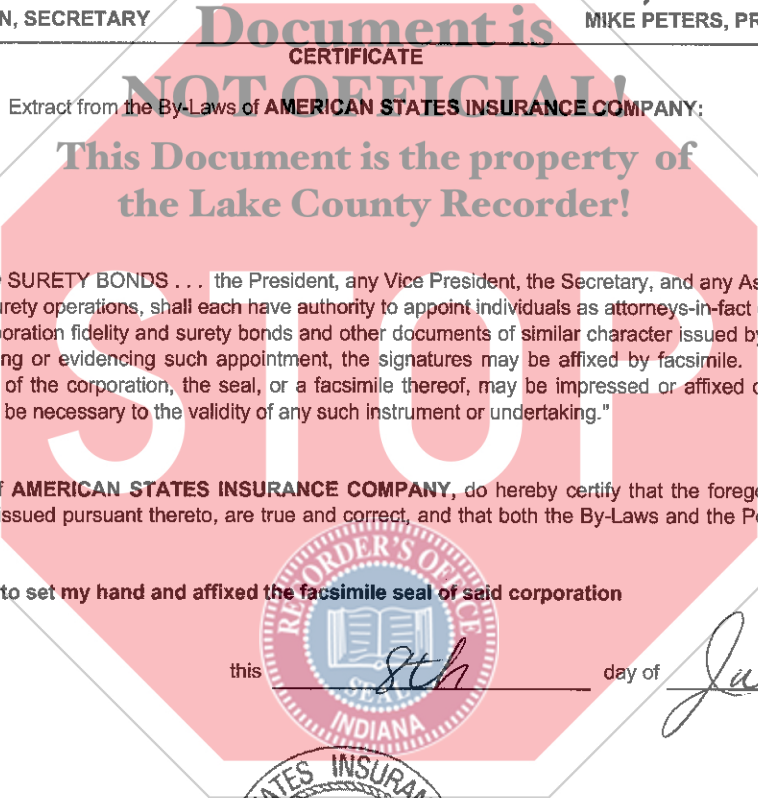 N, SECRETARY MIKE PETERS, PR
Document is
CERTIFICATE
NOT OFFICIAL!
Extract from the By-Laws of AMERICAN STATES INSURANCE COMPANY:
This Document is the property of
the Lake County Recorder!
STOP
SURETY BONDS . . . the President, any Vice President, the Secretary, and any As
urety operations, shall each have authority to appoint individuals as attorneys-in-fact
oration fidelity and surety bonds and other documents of similar character issued by
ng or evidencing such appointment, the signatures may be affixed by facsimile.
of the corporation, the seal, or a facsimile thereof, may be impressed or affixed o
be necessary to the validity of any such instrument or undertaking."
f AMERICAN STATES INSURANCE COMPANY, do hereby certify that the forego
issued pursuant thereto, are true and correct, and that both the By-Laws and the Po
to set my hand and affixed the facsimile seal of said corporation
RECORDER'S OFFICE
this 8th day of Ja
SEAL
INDIANA
ATES INSURAN